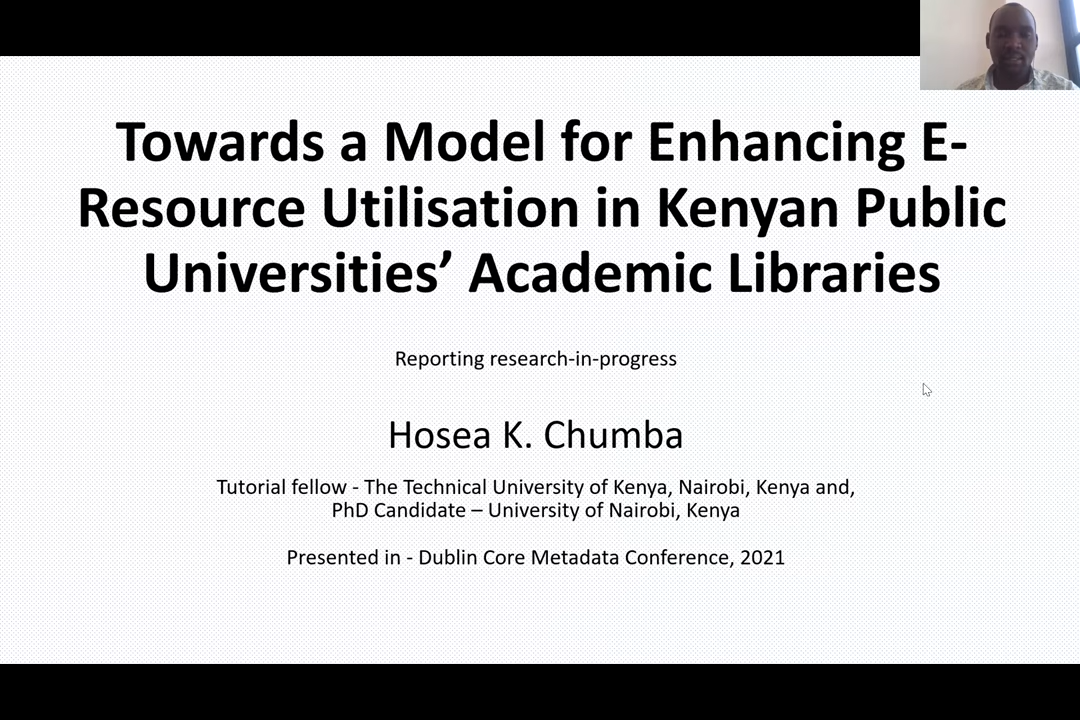 Towards a Model for Enhancing E-
Resource Utilisation in Kenyan Public
Universities’ Academic Libraries
Reporting research-in-progress
Hosea K. Chumba
Tutorial fellow - The Technical University of Kenya, Nairobi, Kenya and,
PhD Candidate – University of Nairobi, Kenya
Presented in - Dublin Core Metadata Conference, 2021